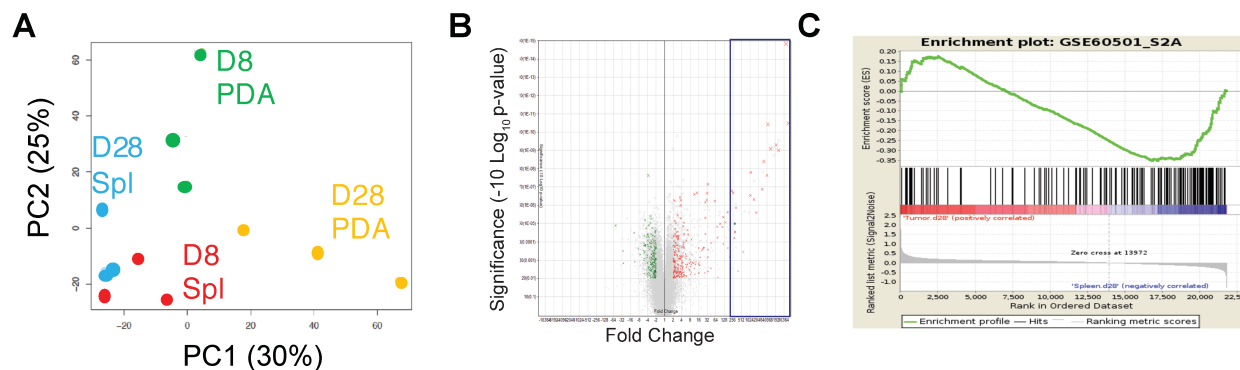 A
B
C
D8
PDA
D28
Spl
D28
PDA
D8
Spl
60
40
20
0
−20
−20
0
20
40
60
PC2 (25%)
PC1 (30%)
Significance (-10 Log10 p-value)
Fold Change
Fold Change
Enrichment plot: GSE60501_S2A
Enrichment score (ES)
0.20
0.15
0.10
0.05
0.00
-0.05
-0.10
-0.15
-0.20
-0.25
-0.30
-0.35
'Tumor.d28' (positively correlated)
Ranked list metric (Signal2Noise)
2.5
2.0
1.5
1.0
0.5
0.0
-0.5
-1.0
Zero cross at 13972
'Spleen.d28' (negatively correlated)
0
2,500
5,000
7,500
10,000
12,500
15,000
17,500
20,000
22,500
Rank in Ordered Dataset
Enrichment profile
Hits
Ranking metric scores